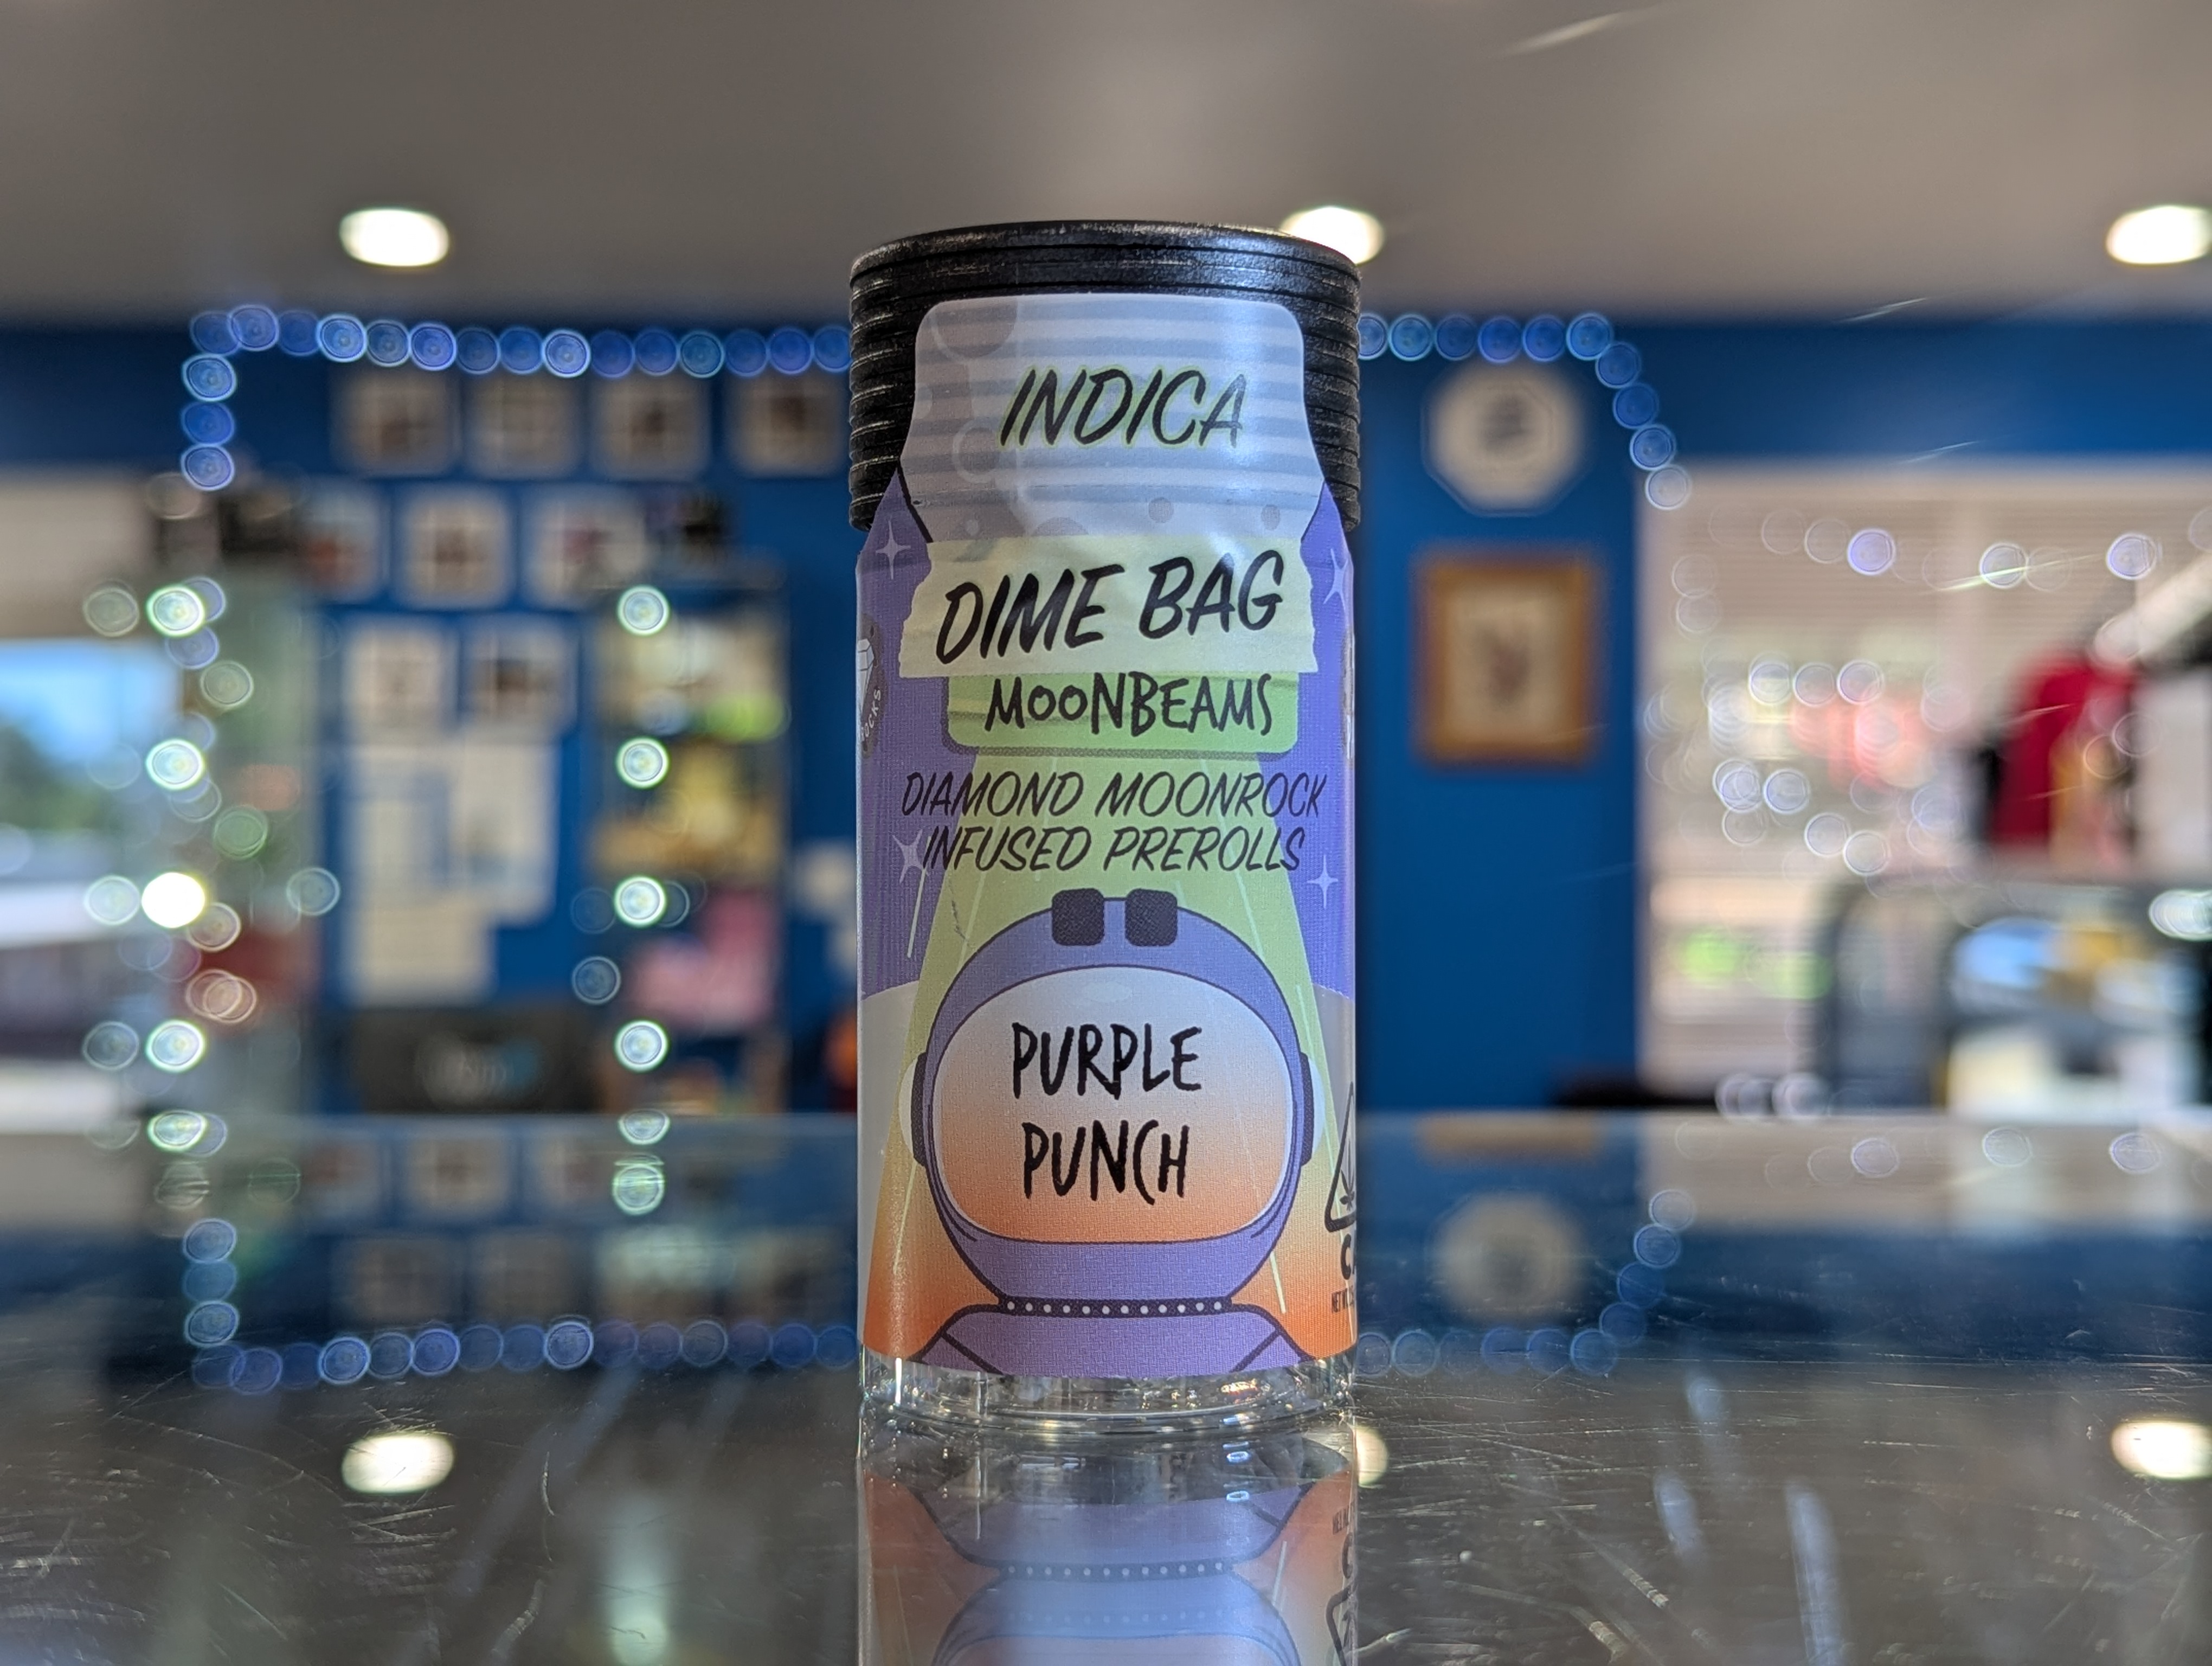 INDICA
DIME BAG
MOONBEAMS
DIAMOND MOONROCK
INFUSED PREROLLS
PURPLE
PUNCH